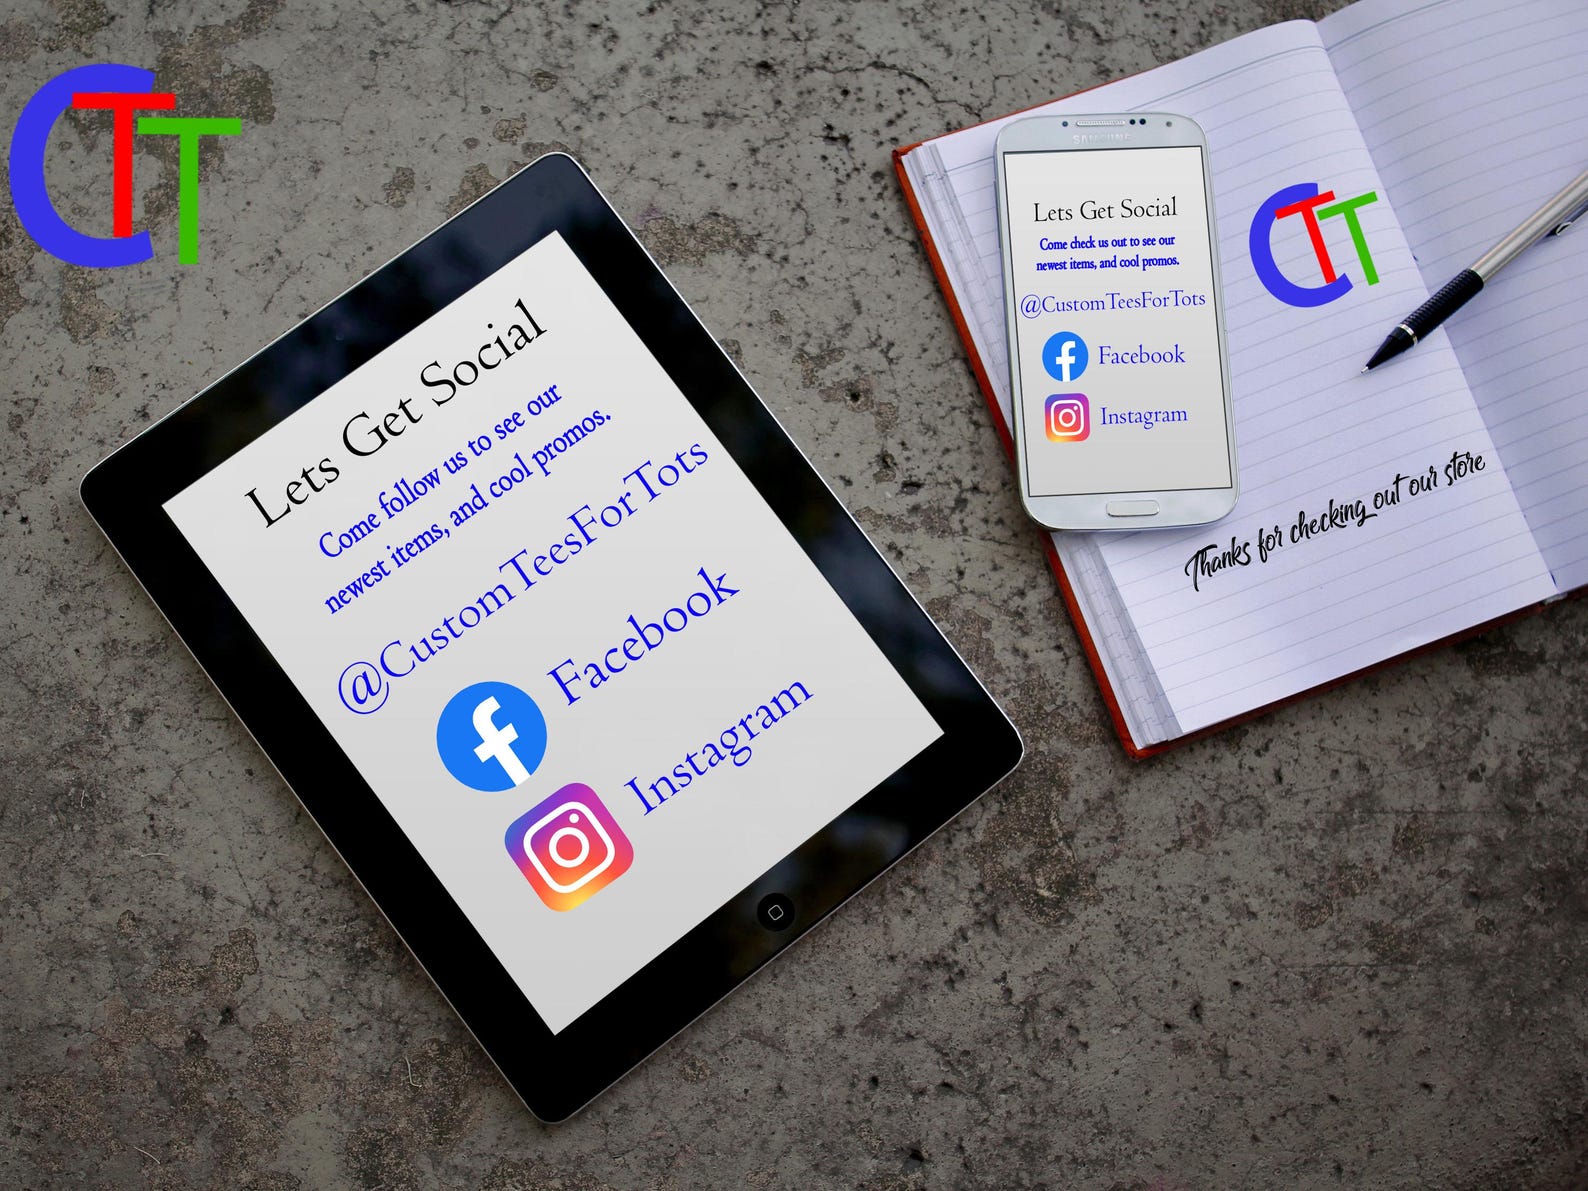 CTT
Lets Get Social
Come follow us to see our
newest items, and cool promos.
@CustomTeesForTots
Facebook
Instagram
SAMSUNG
Lets Get Social
Come check us out to see our
newest items, and cool promos.
@CustomTeesForTots
Facebook
Instagram
CTT
Thanks for checking out our store